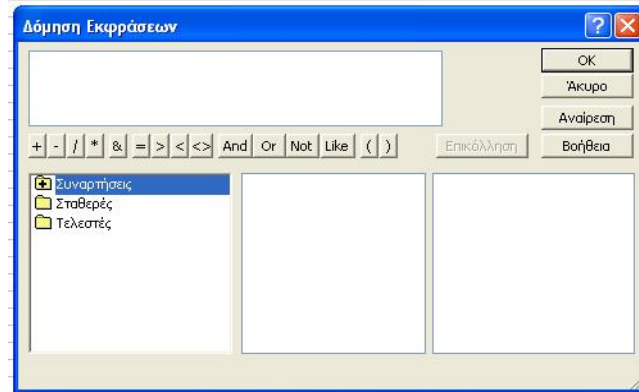 Δόμηση Εκφράσεων
OK
Άκυρο
Αναίρεση
+ - / * & = > < <> And Or Not Like ( ) Επικόλληση Βοήθεια
Συναρτήσεις
Σταθερές
Τελεστές